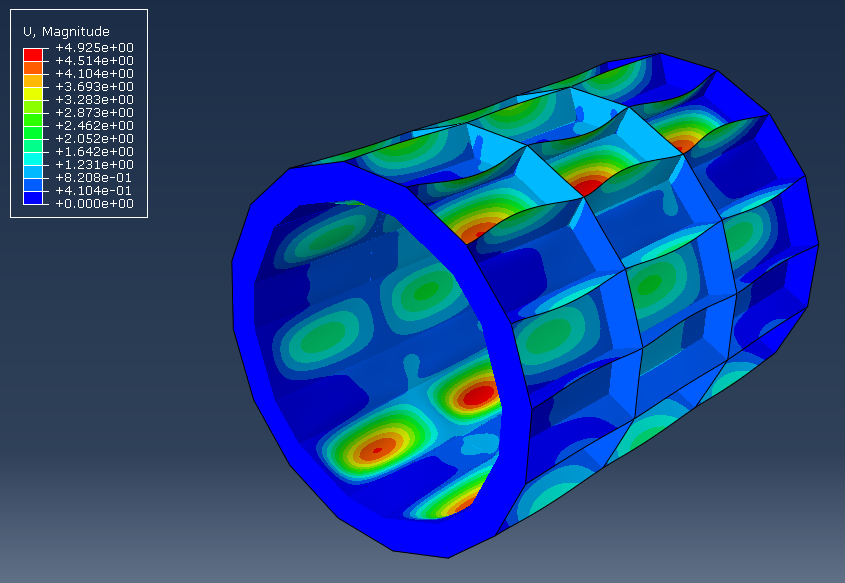 U, Magnitude
+4.925e+00
+4.514e+00
+4.104e+00
+3.693e+00
+3.283e+00
+2.873e+00
+2.462e+00
+2.052e+00
+1.642e+00
+1.231e+00
+8.208e-01
+4.104e-01
+0.000e+00